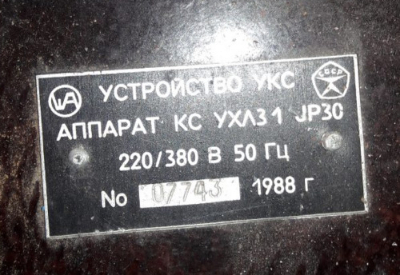 УСТРОЙСТВО УКС
АППАРАТ КС УХЛ3 1 JP30
220/380 В 50 Гц
No 07743 1988 г